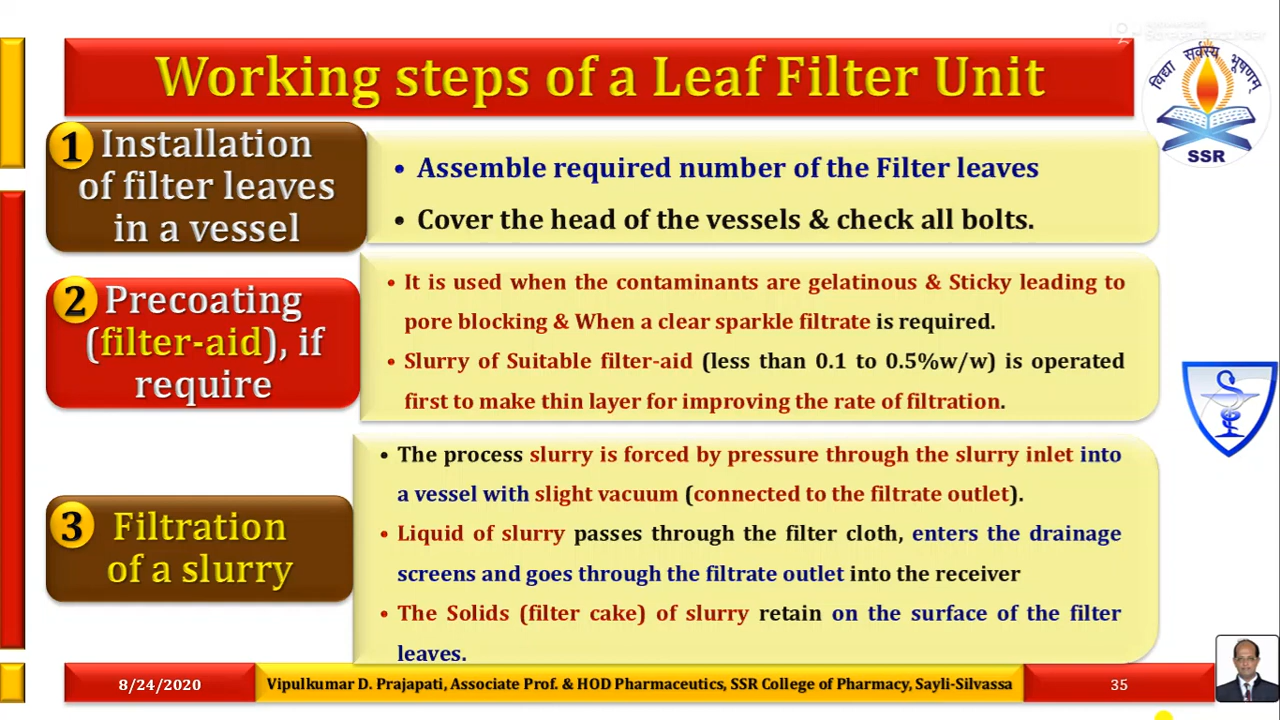 Working steps of a Leaf Filter Unit
विद्या सर्वस्य भूषणम्
SSR
1 Installation
of filter leaves
in a vessel
• Assemble required number of the Filter leaves
• Cover the head of the vessels & check all bolts.
2 Precoating
(filter-aid), if
require
• It is used when the contaminants are gelatinous & Sticky leading to
pore blocking & When a clear sparkle filtrate is required.
• Slurry of Suitable filter-aid (less than 0.1 to 0.5%w/w) is operated
first to make thin layer for improving the rate of filtration.
3 Filtration
of a slurry
• The process slurry is forced by pressure through the slurry inlet into
a vessel with slight vacuum (connected to the filtrate outlet).
• Liquid of slurry passes through the filter cloth, enters the drainage
screens and goes through the filtrate outlet into the receiver
• The Solids (filter cake) of slurry retain on the surface of the filter
leaves.
8/24/2020
Vipulkumar D. Prajapati, Associate Prof. & HOD Pharmaceutics, SSR College of Pharmacy, Sayli-Silvassa
35